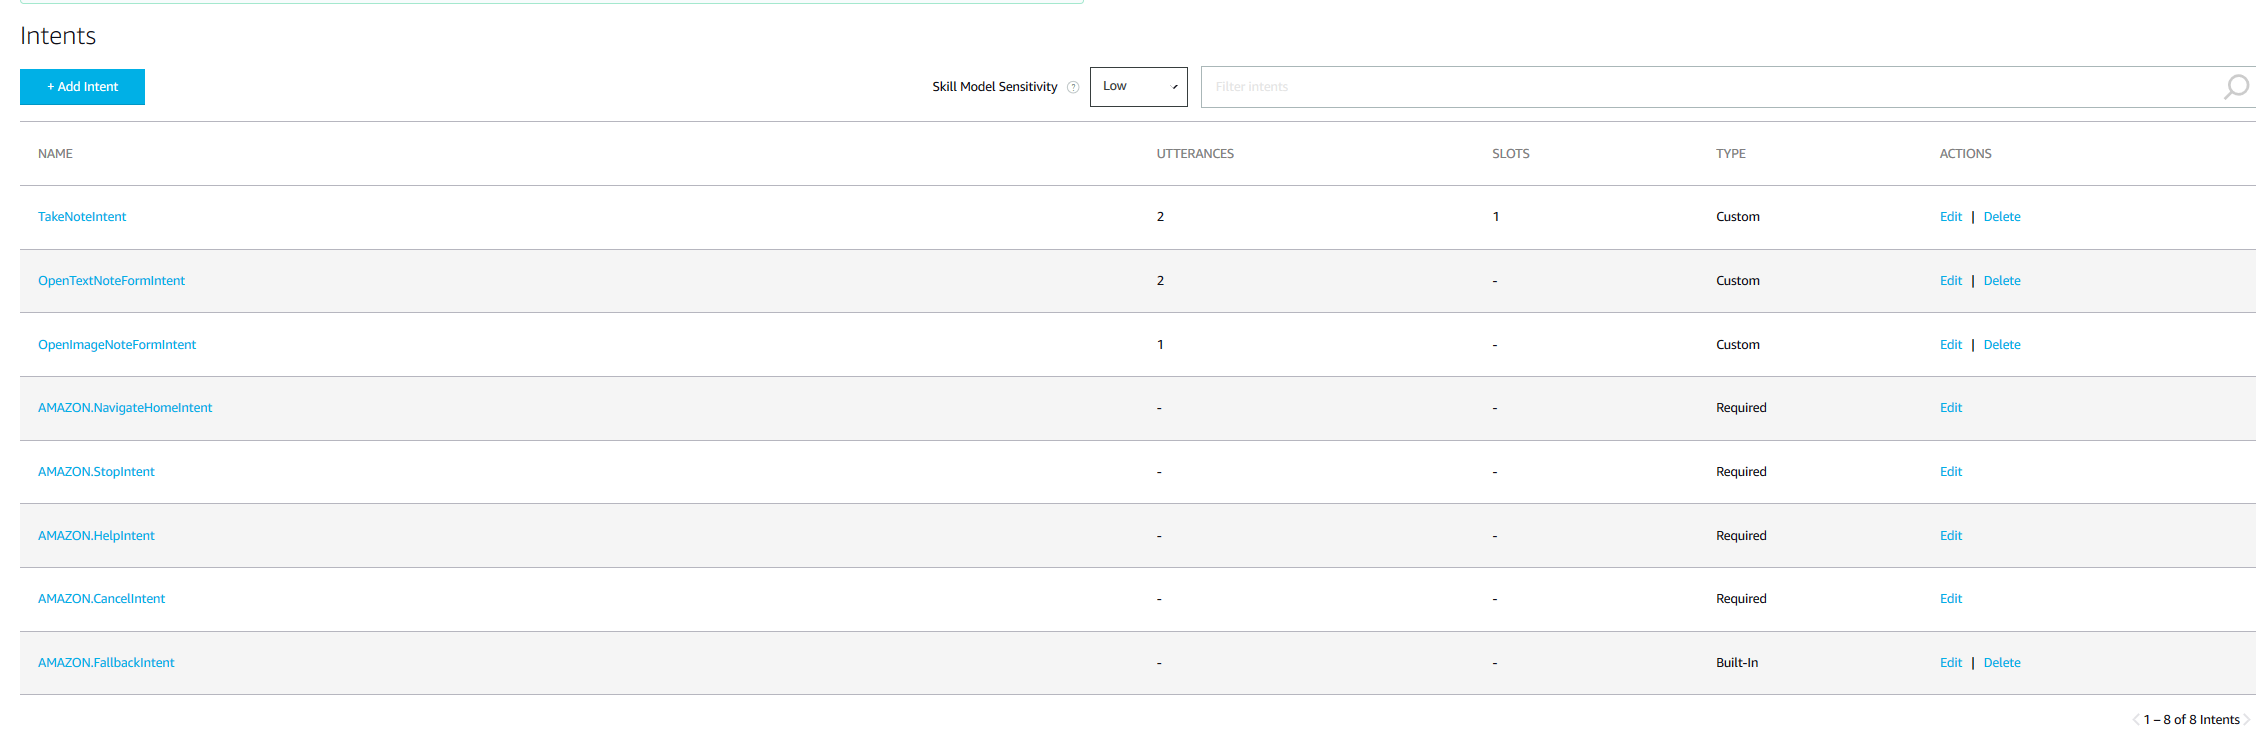 Intents
+ Add Intent Skill Model Sensitivity ? Low Filter intents
NAME UTTERANCES SLOTS TYPE ACTIONS
TakeNoteIntent 2 1 Custom Edit | Delete
OpenTextNoteFormIntent 2 - Custom Edit | Delete
OpenImageNoteFormIntent 1 - Custom Edit | Delete
AMAZON.NavigateHomeIntent - - Required Edit
AMAZON.StopIntent - - Required Edit
AMAZON.HelpIntent - - Required Edit
AMAZON.CancelIntent - - Required Edit
AMAZON.FallbackIntent - - Built-In Edit | Delete
1 – 8 of 8 Intents